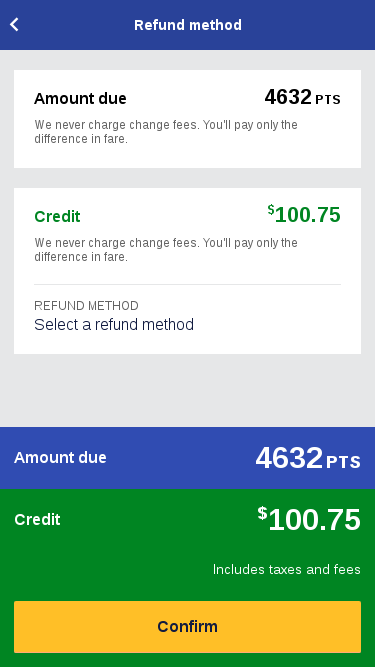 Refund method
Amount due 4632 PTS
We never charge change fees. You'll pay only the
difference in fare.
Credit $100.75
We never charge change fees. You'll pay only the
difference in fare.
REFUND METHOD
Select a refund method
Amount due 4632 PTS
Credit $100.75
Includes taxes and fees
Confirm